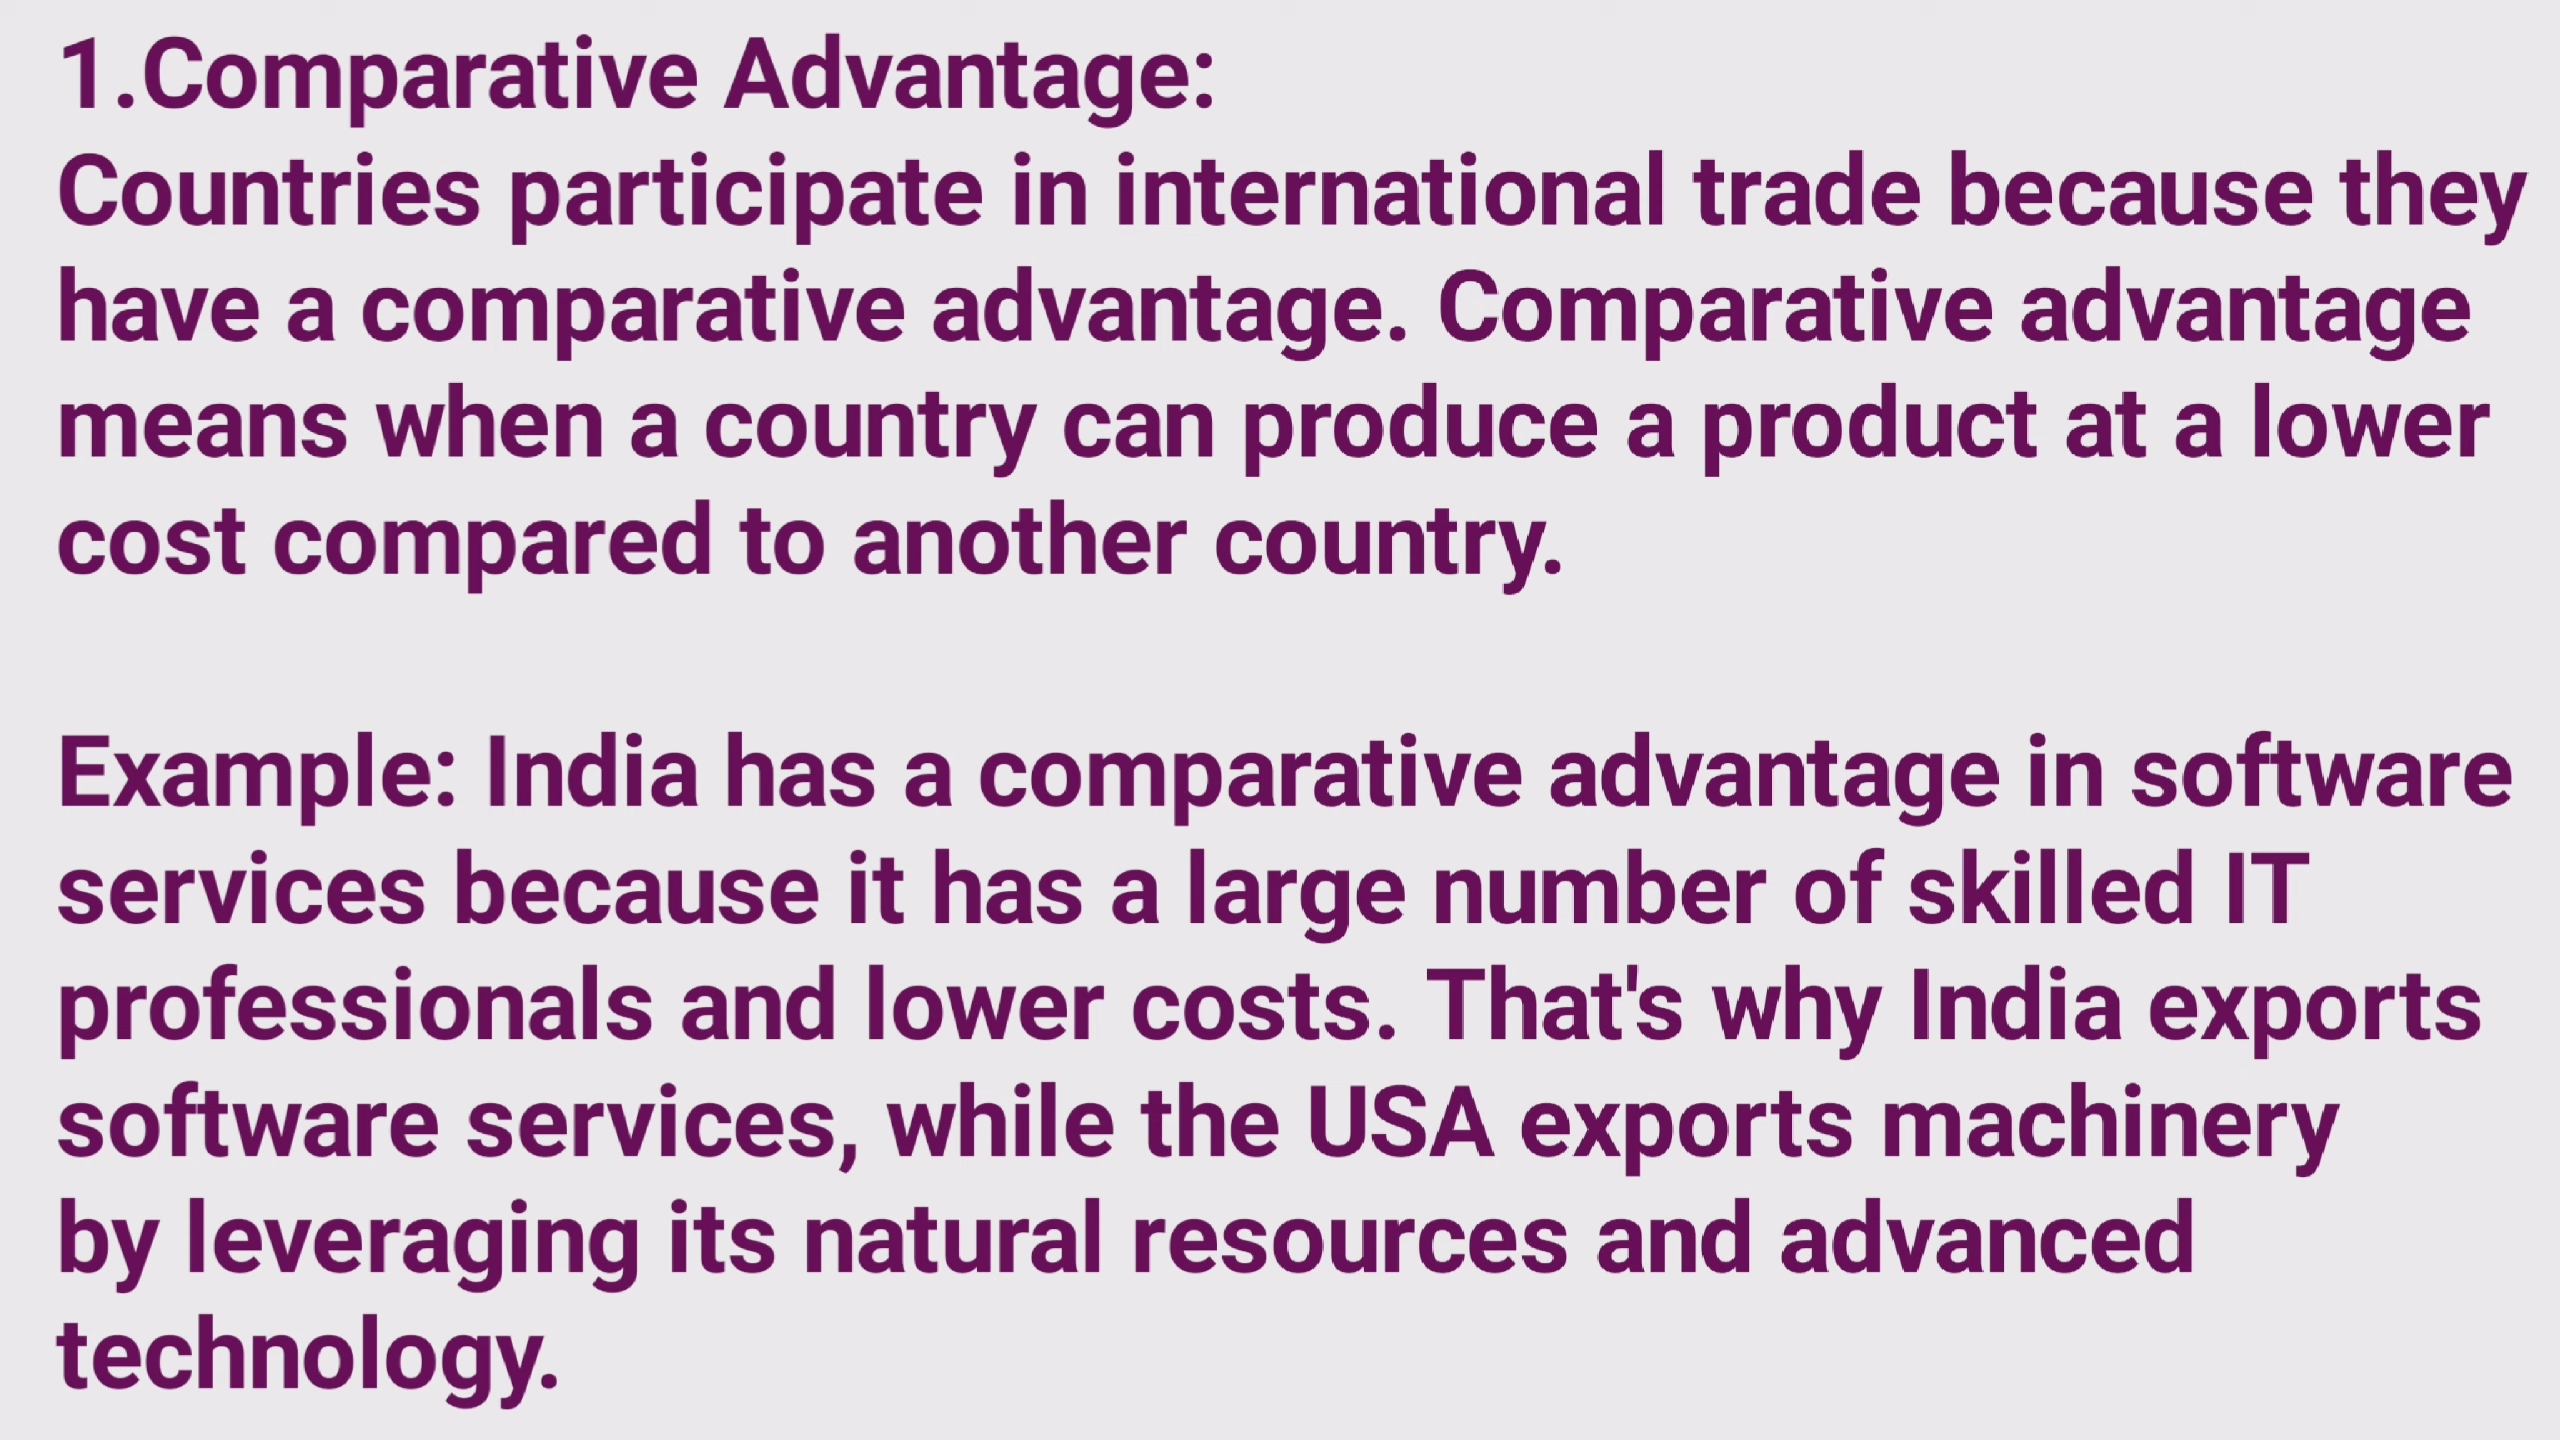 1.Comparative Advantage:
Countries participate in international trade because they
have a comparative advantage. Comparative advantage
means when a country can produce a product at a lower
cost compared to another country.
Example: India has a comparative advantage in software
services because it has a large number of skilled IT
professionals and lower costs. That's why India exports
software services, while the USA exports machinery
by leveraging its natural resources and advanced
technology.